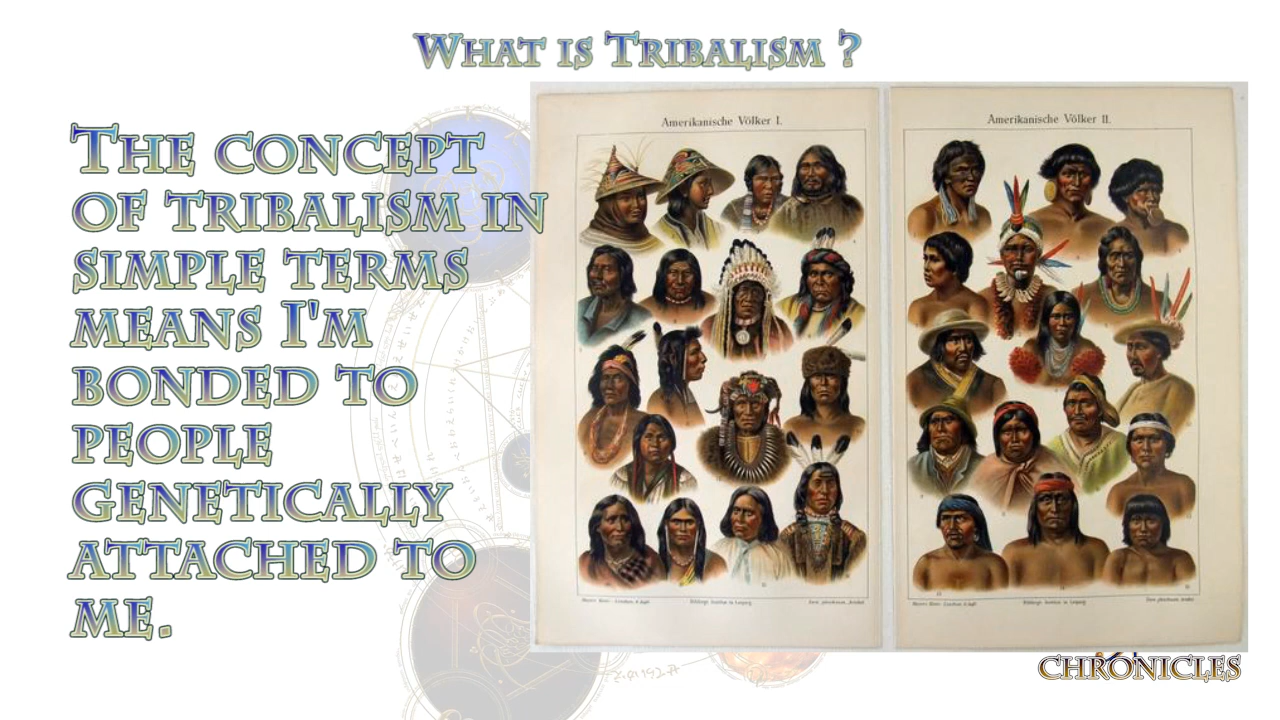 What is Tribalism ?
The concept
of tribalism in
simple terms
means I'm
bonded to
people
genetically
attached to
me.
Amerikanische Völker I.
Amerikanische Völker II.
CHRONICLES